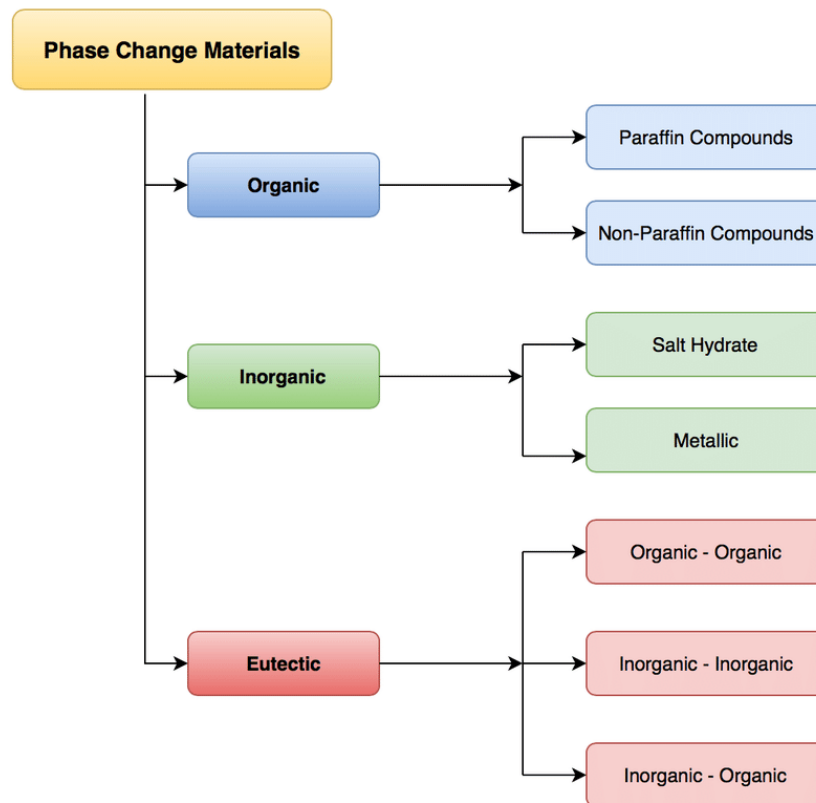 Phase Change Materials
Organic
Paraffin Compounds
Non-Paraffin Compounds
Inorganic
Salt Hydrate
Metallic
Eutectic
Organic - Organic
Inorganic - Inorganic
Inorganic - Organic